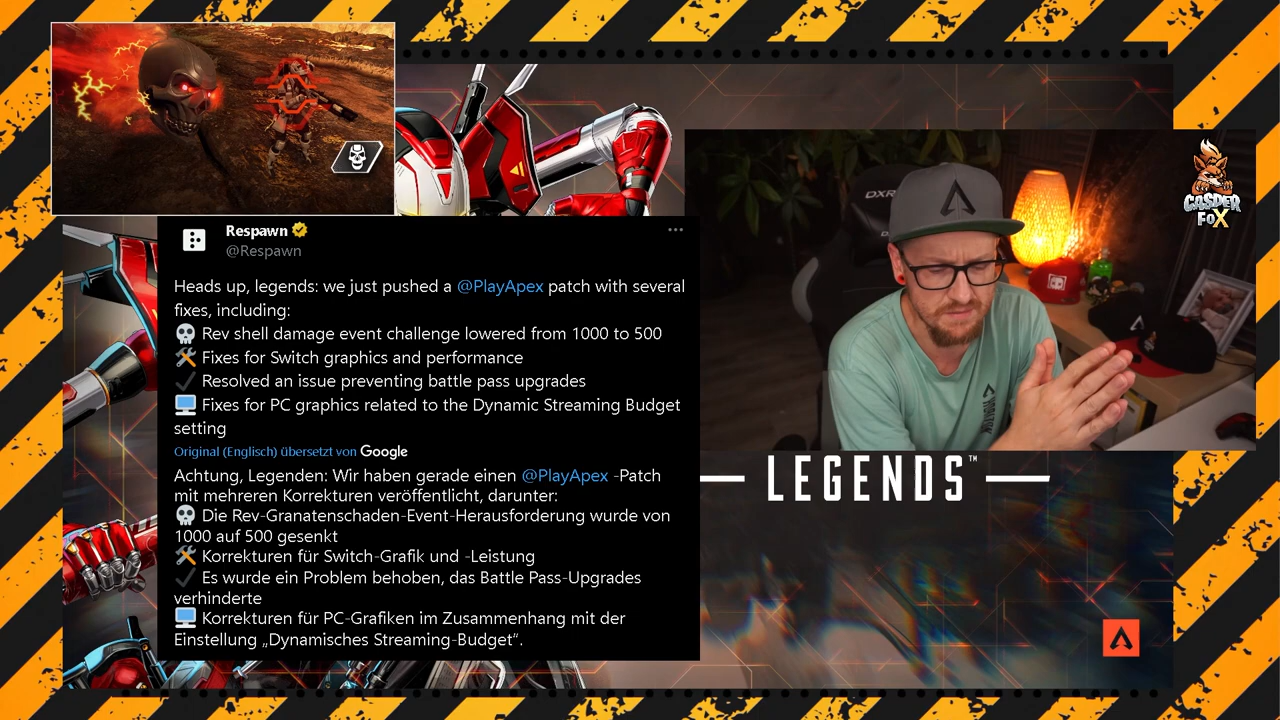 Respawn
@Respawn
Heads up, legends: we just pushed a @PlayApex patch with several
fixes, including:
Rev shell damage event challenge lowered from 1000 to 500
Fixes for Switch graphics and performance
Resolved an issue preventing battle pass upgrades
Fixes for PC graphics related to the Dynamic Streaming Budget
setting
Original (Englisch) übersetzt von Google
Achtung, Legenden: Wir haben gerade einen @PlayApex -Patch
mit mehreren Korrekturen veröffentlicht, darunter:
Die Rev-Granatenschaden-Event-Herausforderung wurde von
1000 auf 500 gesenkt
Korrekturen für Switch-Grafik und -Leistung
Es wurde ein Problem behoben, das Battle Pass-Upgrades
verhinderte
Korrekturen für PC-Grafiken im Zusammenhang mit der
Einstellung „Dynamisches Streaming-Budget“.
DXR
CASPER
FOX
LEGENDS™